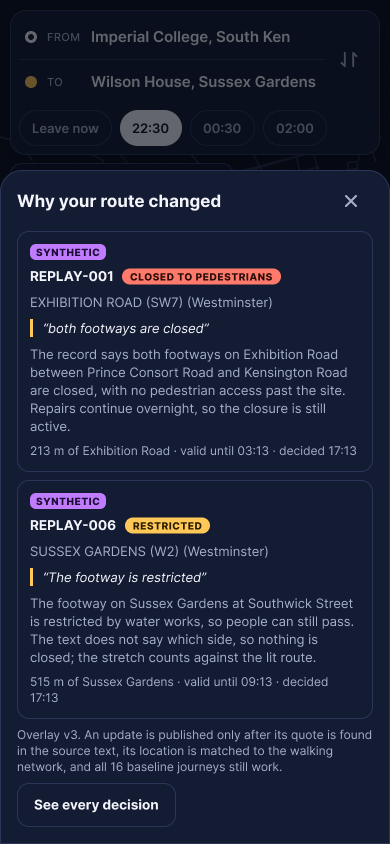 FROM Imperial College, South Ken
TO Wilson House, Sussex Gardens
Leave now 22:30 00:30 02:00
Why your route changed
SYNTHETIC
REPLAY-001 CLOSED TO PEDESTRIANS
EXHIBITION ROAD (SW7) (Westminster)
“both footways are closed”
The record says both footways on Exhibition Road
between Prince Consort Road and Kensington Road
are closed, with no pedestrian access past the site.
Repairs continue overnight, so the closure is still
active.
213 m of Exhibition Road · valid until 03:13 · decided 17:13
SYNTHETIC
REPLAY-006 RESTRICTED
SUSSEX GARDENS (W2) (Westminster)
“The footway is restricted”
The footway on Sussex Gardens at Southwick Street
is restricted by water works, so people can still pass.
The text does not say which side, so nothing is
closed; the stretch counts against the lit route.
515 m of Sussex Gardens · valid until 09:13 · decided
17:13
Overlay v3. An update is published only after its quote is found
in the source text, its location is matched to the walking
network, and all 16 baseline journeys still work.
See every decision